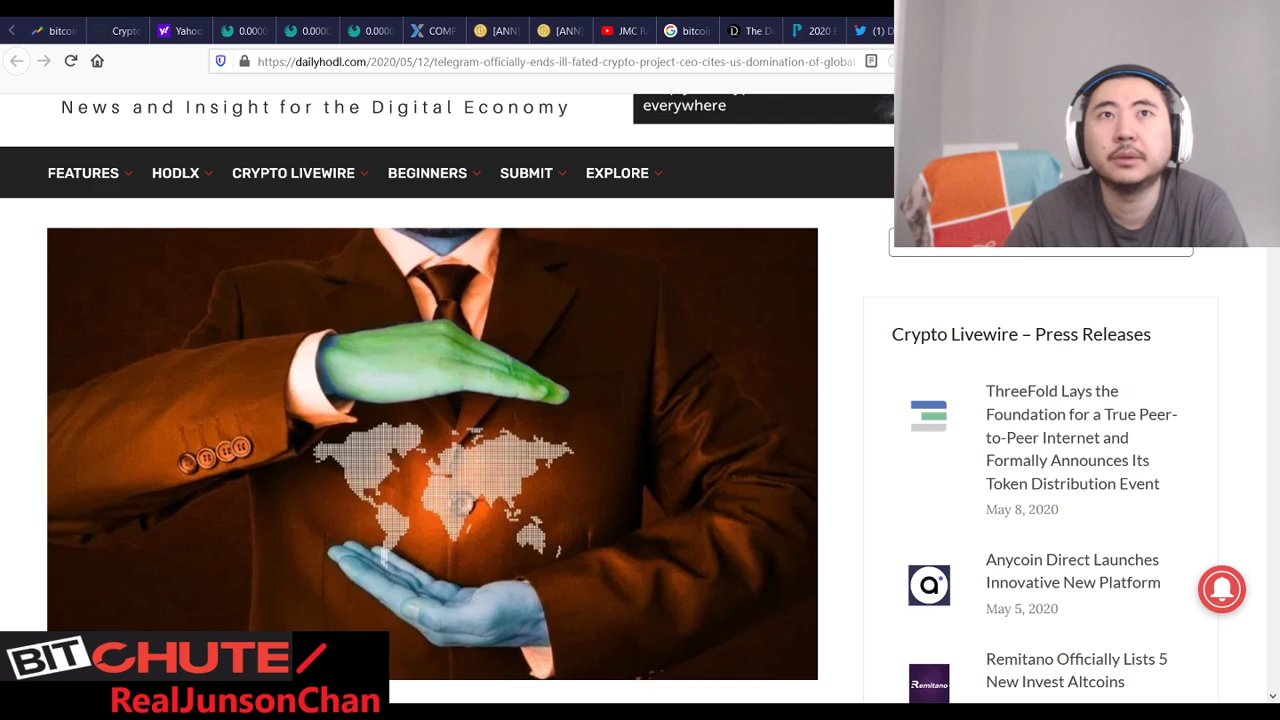 bitcoi
Crypto
Yahoo
0.0000
0.0000
0.0000
COMP
[ANN]
[ANN]
JMC R
bitcoi
The D
2020 E
(1) D
https://dailyhodl.com/2020/05/12/telegram-officially-ends-ill-fated-crypto-project-ceo-cites-us-domination-of-global
News and Insight for the Digital Economy
everywhere
FEATURES
HODLX
CRYPTO LIVEWIRE
BEGINNERS
SUBMIT
EXPLORE
Crypto Livewire – Press Releases
ThreeFold Lays the
Foundation for a True Peer-
to-Peer Internet and
Formally Announces Its
Token Distribution Event
May 8, 2020
Anycoin Direct Launches
Innovative New Platform
May 5, 2020
Remitano Officially Lists 5
New Invest Altcoins
Remitano
BITCHUTE
RealJunsonChan